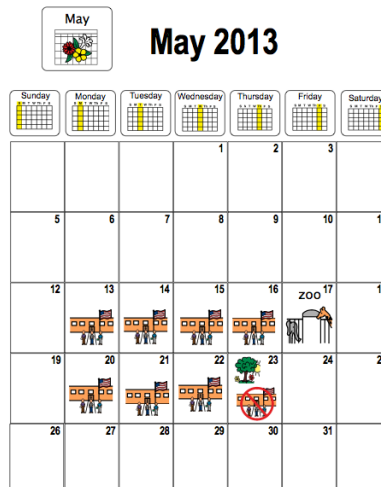 May
May 2013
Sunday Monday Tuesday Wednesday Thursday Friday Saturday
1 2 3
5 6 7 8 9 10
12 13 14 15 16 zoo 17
19 20 21 22 23 24
26 27 28 29 30 31